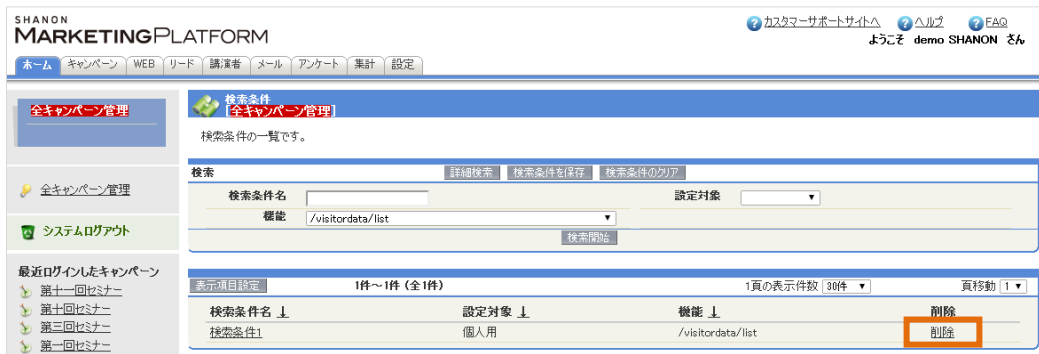 SHANON
MARKETINGPLATFORM
カスタマーサポートサイトへ ヘルプ FAQ
ようこそ demo SHANON さん
ホーム キャンペーン WEB リード 講演者 メール アンケート 集計 設定
全キャンペーン管理
検索条件
[全キャンペーン管理]
検索条件の一覧です。
検索 詳細検索 検索条件を保存 検索条件のクリア
検索条件名 設定対象
機能 /visitordata/list
検索開始
全キャンペーン管理
システムログアウト
最近ログインしたキャンペーン
第十一回セミナー
第十回セミナー
第三回セミナー
第一回セミナー
表示項目設定 1件～1件 (全1件) 1頁の表示件数 30件 頁移動 1
検索条件名 ↓ 設定対象 ↓ 機能 ↓ 削除
検索条件1 個人用 /visitordata/list 削除